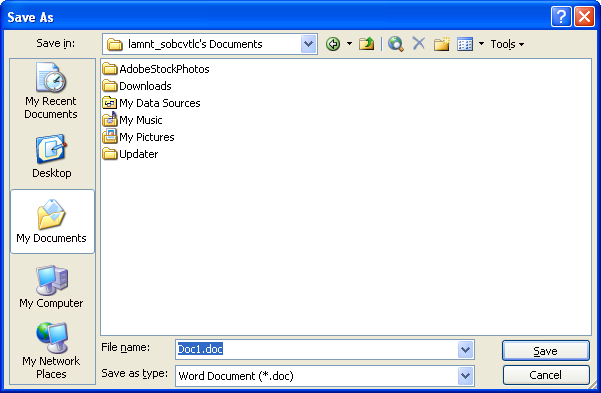 Save As
Save in:
lamnt_sobcvtlc's Documents
Tools
My Recent
Documents
Desktop
My Documents
My Computer
My Network
Places
AdobeStockPhotos
Downloads
My Data Sources
My Music
My Pictures
Updater
File name:
Doc1.doc
Save
Save as type:
Word Document (*.doc)
Cancel